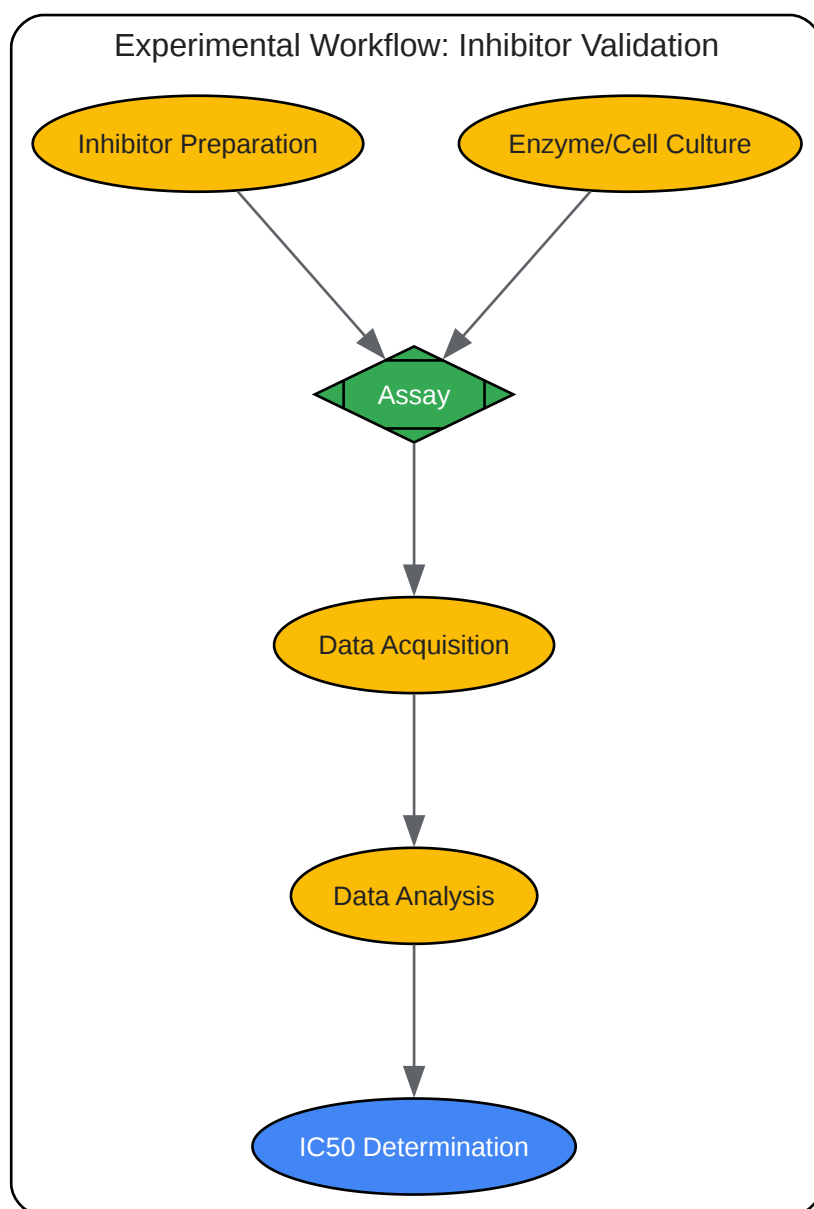 Experimental Workflow: Inhibitor Validation
Inhibitor Preparation
Enzyme/Cell Culture
Assay
Data Acquisition
Data Analysis
IC50 Determination